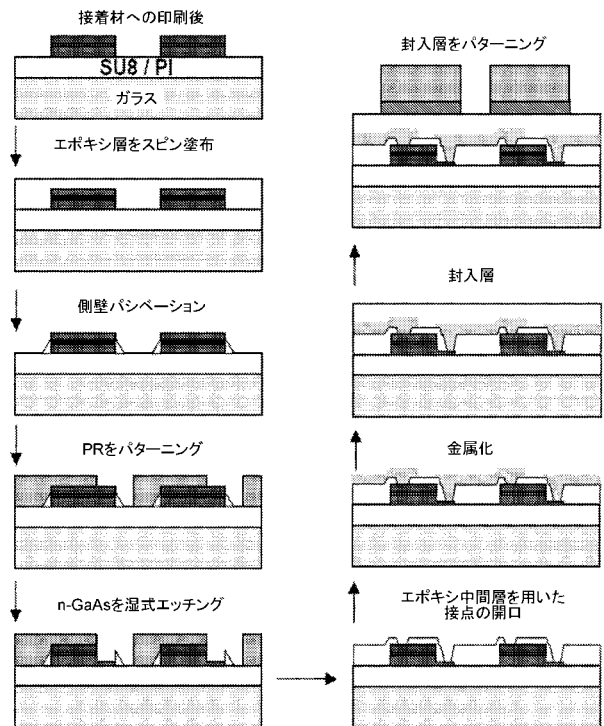 接着材への印刷後
SU8 / PI
ガラス
エポキシ層をスピン塗布
側壁パシベーション
PRをパターニング
n-GaAsを湿式エッチング
エポキシ中間層を用いた
接点の開口
金属化
封入層
封入層をパターニング